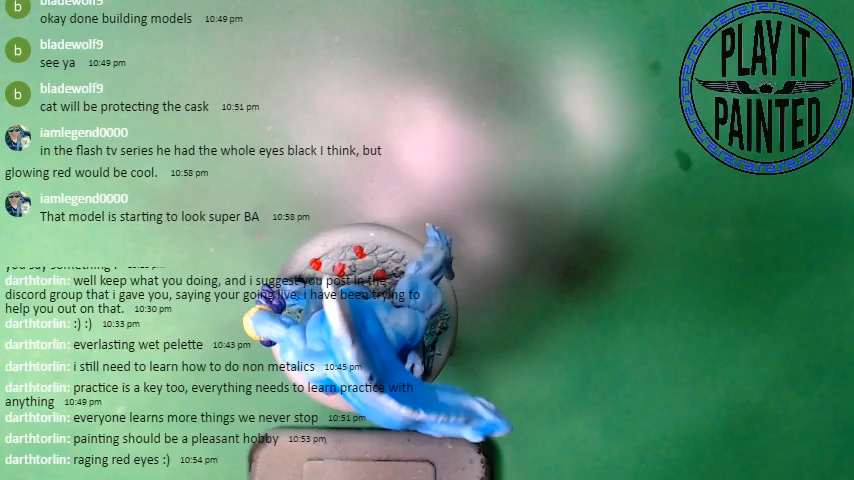 bladewolf9
okay done building models 10:49 pm
b
bladewolf9
see ya 10:49 pm
b
bladewolf9
cat will be protecting the cask 10:51 pm
b
iamlegend0000
in the flash tv series he had the whole eyes black I think, but
glowing red would be cool. 10:58 pm
iamlegend0000
That model is starting to look super BA 10:58 pm
PLAY IT
PAINTED
you say something
darthtorlin: well keep what you doing, and i suggest you post in the
discord group that i gave you, saying your going live, i have been trying to
help you out on that. 10:30 pm
darthtorlin: :) :) 10:33 pm
darthtorlin: everlasting wet pelette 10:43 pm
darthtorlin: i still need to learn how to do non metalics 10:45 pm
darthtorlin: practice is a key too, everything needs to learn practice with
anything 10:49 pm
darthtorlin: everyone learns more things we never stop 10:51 pm
darthtorlin: painting should be a pleasant hobby 10:53 pm
darthtorlin: raging red eyes :) 10:54 pm